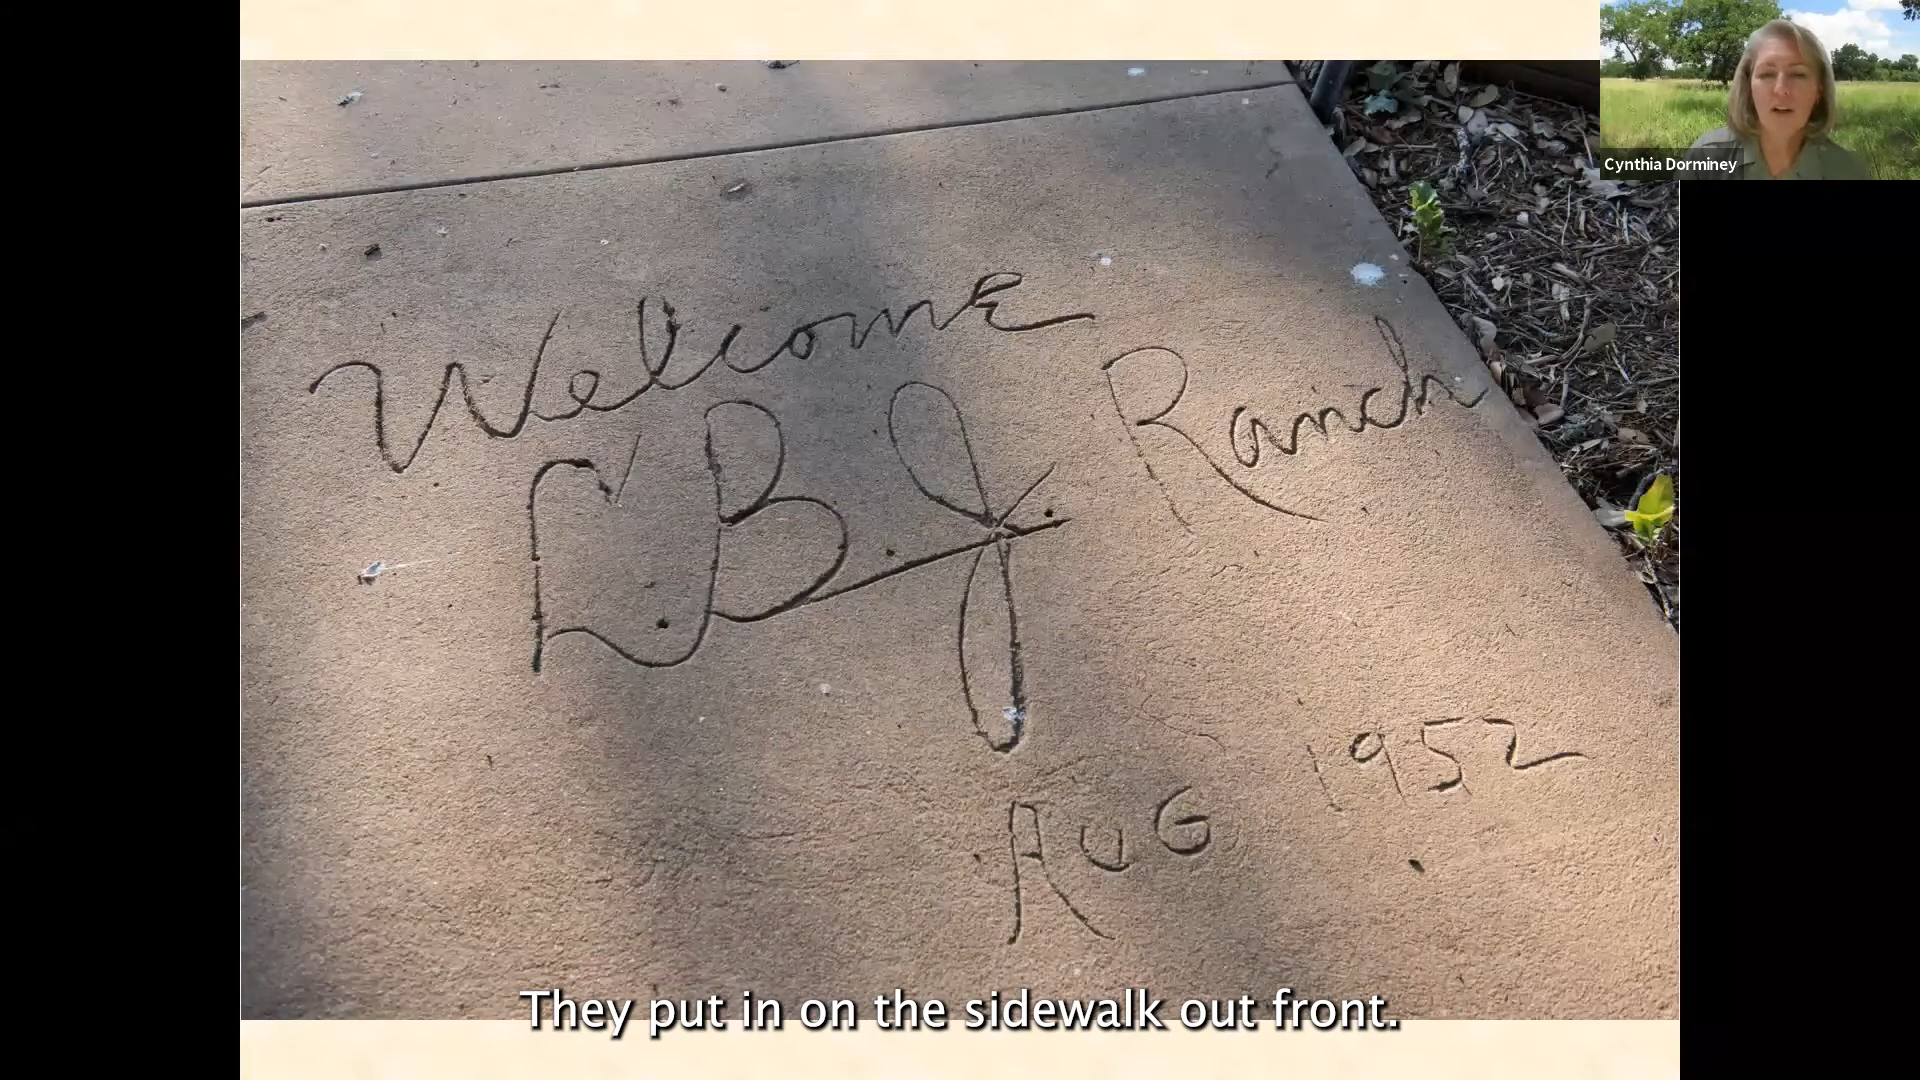 Cynthia Dorminey
Welcome
LBJ Ranch
AUG 1952
They put in on the sidewalk out front.